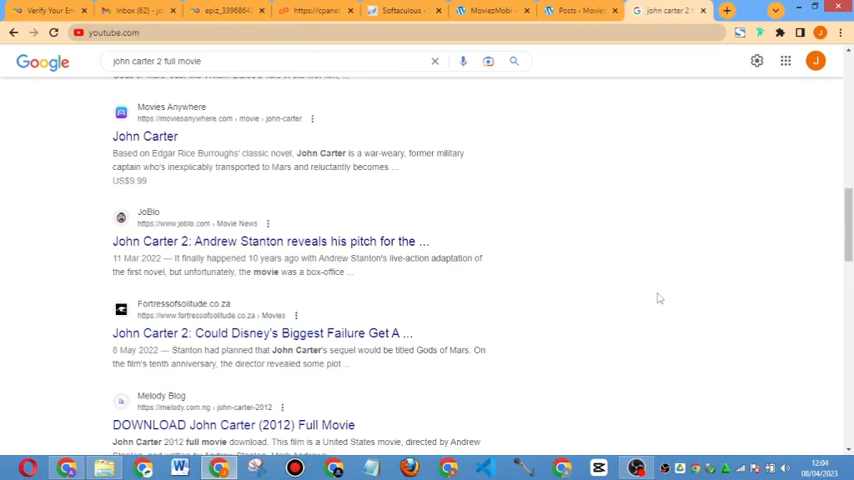 Verify Your Em
Inbox (62) - jo
epiz_3396864
https://cpanel
Softaculous -
MoviezMobi -
Posts ‹ Movie
john carter 2 f
youtube.com
Google
john carter 2 full movie
J
Movies Anywhere
https://moviesanywhere.com › movie › john-carter
John Carter
Based on Edgar Rice Burroughs' classic novel, John Carter is a war-weary, former military
captain who's inexplicably transported to Mars and reluctantly becomes ...
US$9.99
JoBlo
https://www.joblo.com › Movie News
John Carter 2: Andrew Stanton reveals his pitch for the ...
11 Mar 2022 — It finally happened 10 years ago with Andrew Stanton's live-action adaptation of
the first novel, but unfortunately, the movie was a box-office ...
Fortressofsolitude.co.za
https://www.fortressofsolitude.co.za › Movies
John Carter 2: Could Disney's Biggest Failure Get A ...
8 May 2022 — Stanton had planned that John Carter's sequel would be titled Gods of Mars. On
the film's tenth anniversary, the director revealed some plot ...
Melody Blog
https://melody.com.ng › john-carter-2012
DOWNLOAD John Carter (2012) Full Movie
John Carter 2012 full movie download. This film is a United States movie, directed by Andrew
12:04
08/04/2023